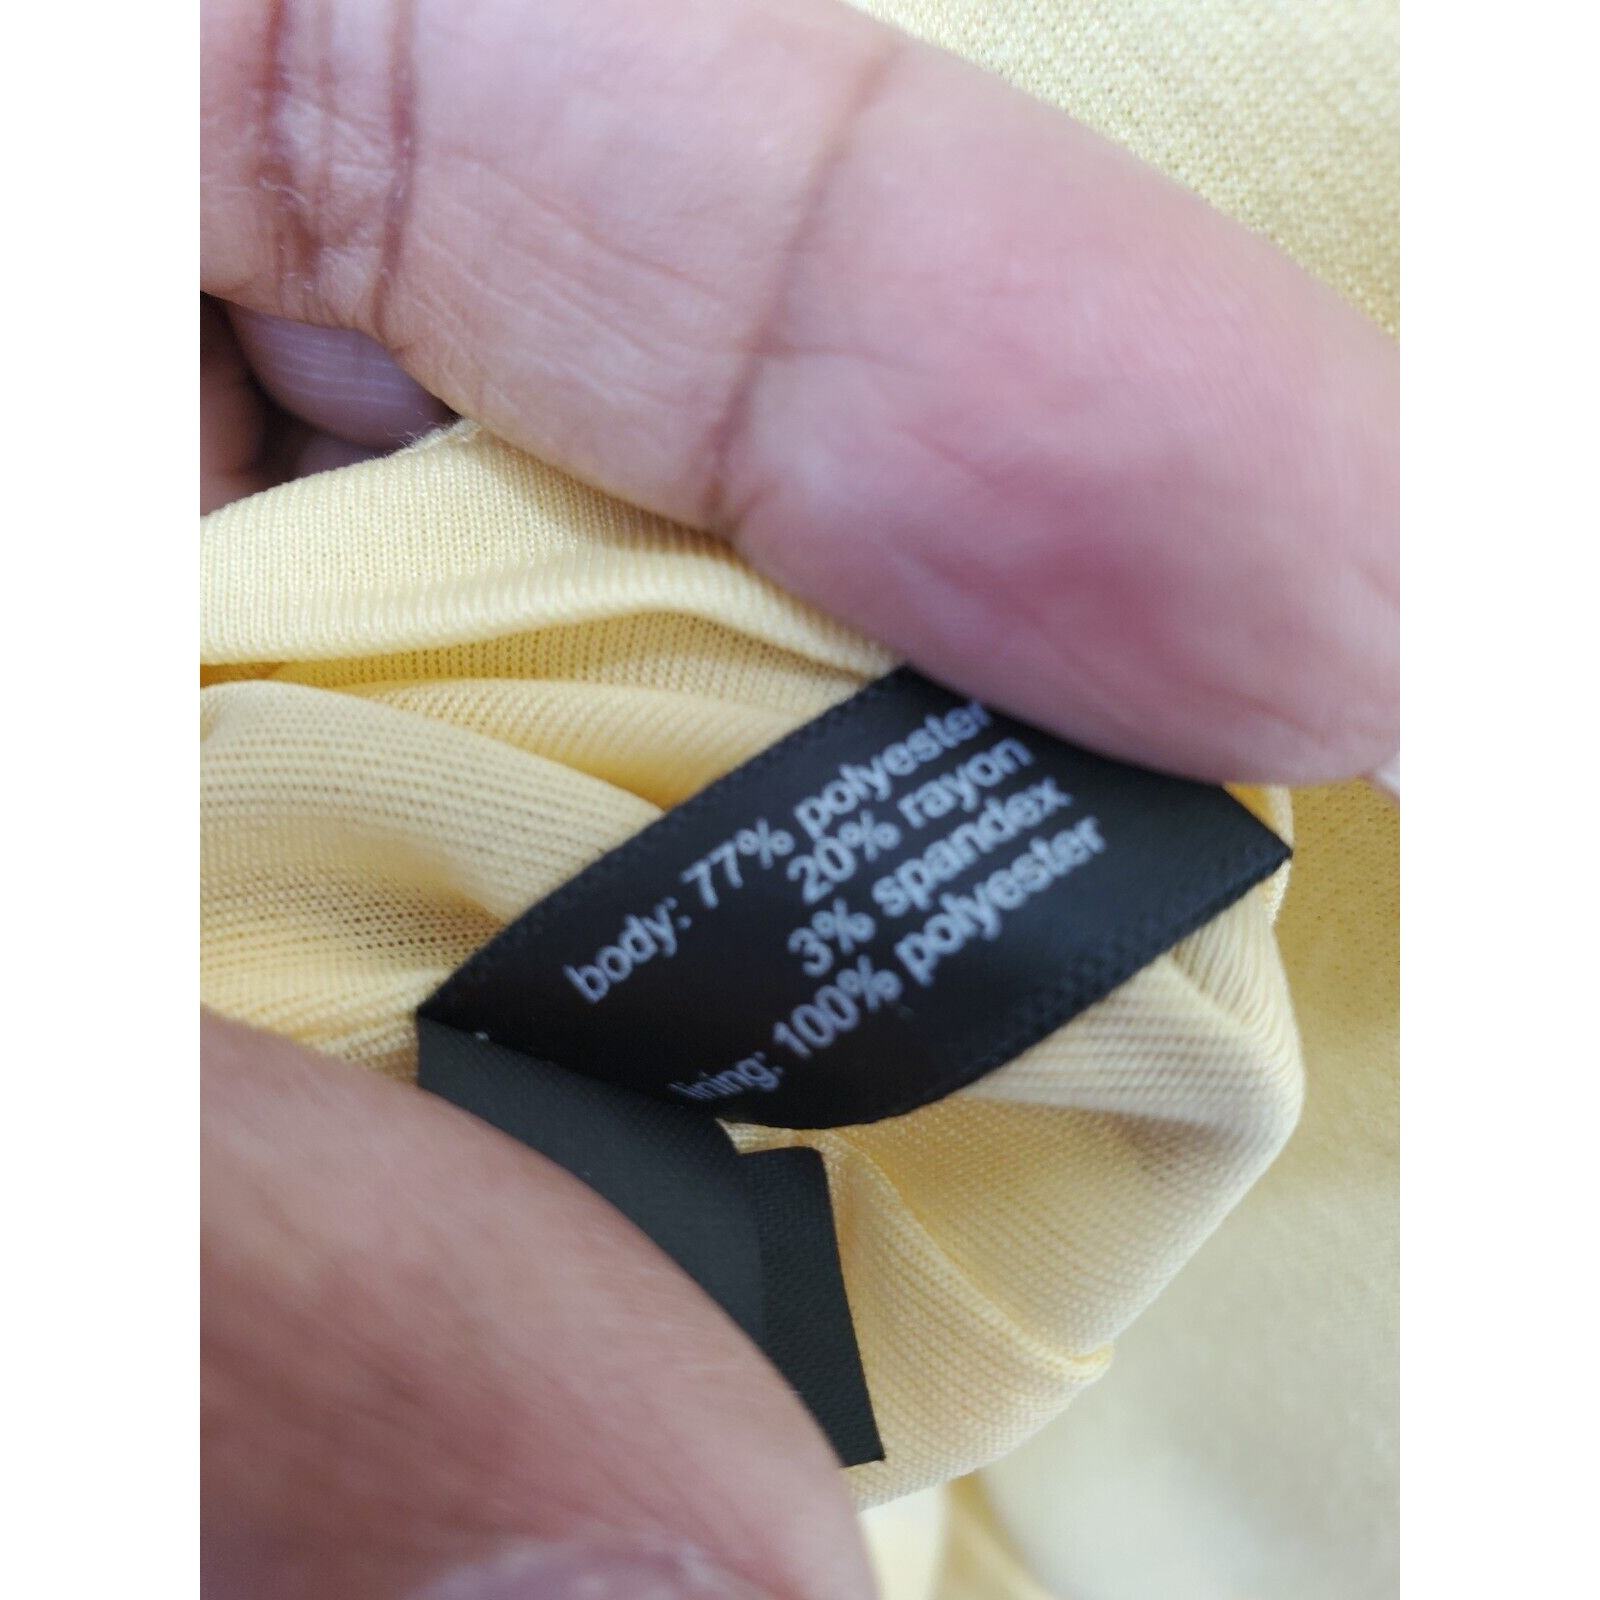 body: 77% polyester
20% rayon
3% spandex
lining: 100% polyester